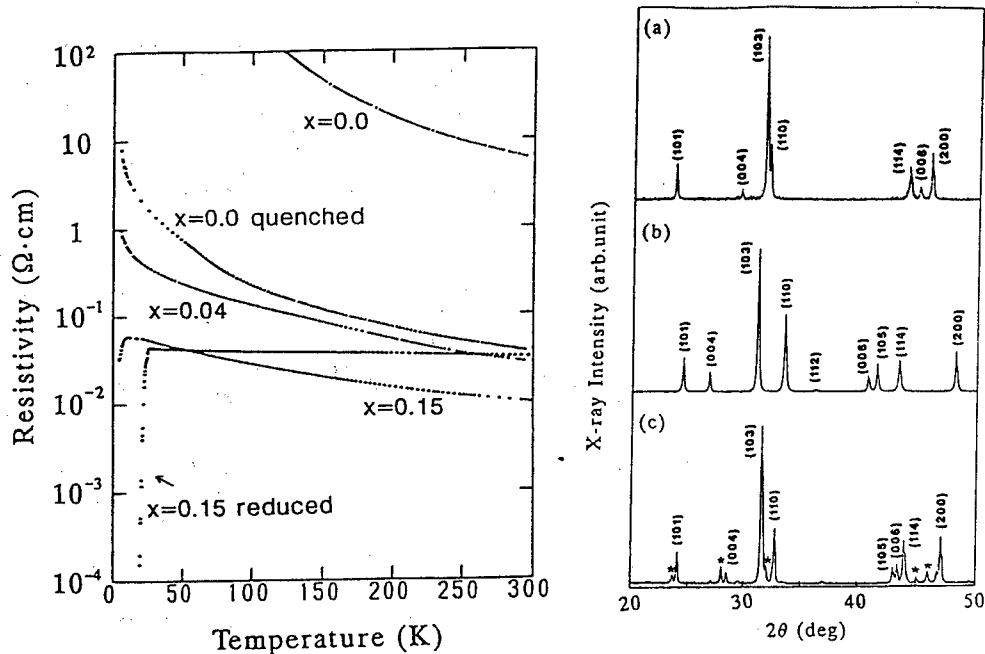 10²
10
1
10⁻¹
10⁻²
10⁻³
10⁻⁴
0 50 100 150 200 250 300
Resistivity (Ω·cm)
Temperature (K)
x=0.0
x=0.0 quenched
x=0.04
x=0.15
x=0.15 reduced
X-ray Intensity (arb.unit)
(a)
(101)
(004)
(103)
(110)
(114)
(006)
(200)
(b)
(101)
(004)
(103)
(110)
(112)
(006)
(105)
(114)
(200)
(c)
**
(101)
*
(004)
(103)
*
(110)
(105)
(006)
(114)
*
*
(200)
20 30 40 50
2θ (deg)